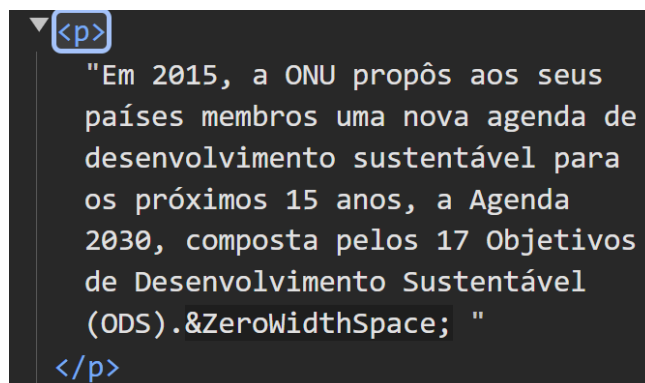 <p>
"Em 2015, a ONU propôs aos seus
países membros uma nova agenda de
desenvolvimento sustentável para
os próximos 15 anos, a Agenda
2030, composta pelos 17 Objetivos
de Desenvolvimento Sustentável
(ODS).&ZeroWidthSpace; "
</p>